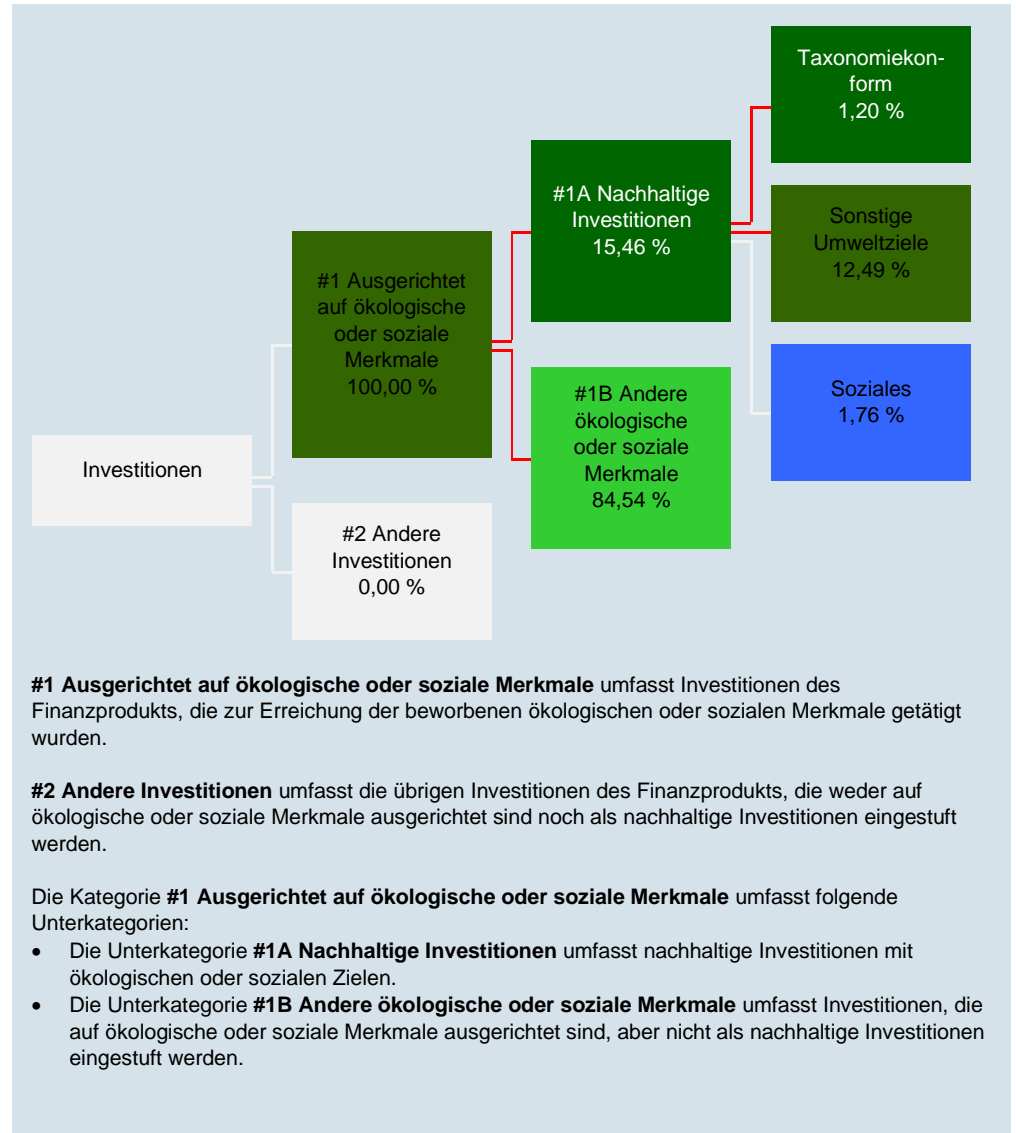 Investitionen
#1 Ausgerichtet
auf ökologische
oder soziale
Merkmale
100,00 %
#2 Andere
Investitionen
0,00 %
#1A Nachhaltige
Investitionen
15,46 %
#1B Andere
ökologische
oder soziale
Merkmale
84,54 %
Taxonomiekon-
form
1,20 %
Sonstige
Umweltziele
12,49 %
Soziales
1,76 %
#1 Ausgerichtet auf ökologische oder soziale Merkmale umfasst Investitionen des
Finanzprodukts, die zur Erreichung der beworbenen ökologischen oder sozialen Merkmale getätigt
wurden.
#2 Andere Investitionen umfasst die übrigen Investitionen des Finanzprodukts, die weder auf
ökologische oder soziale Merkmale ausgerichtet sind noch als nachhaltige Investitionen eingestuft
werden.
Die Kategorie #1 Ausgerichtet auf ökologische oder soziale Merkmale umfasst folgende
Unterkategorien:
• Die Unterkategorie #1A Nachhaltige Investitionen umfasst nachhaltige Investitionen mit
ökologischen oder sozialen Zielen.
• Die Unterkategorie #1B Andere ökologische oder soziale Merkmale umfasst Investitionen, die
auf ökologische oder soziale Merkmale ausgerichtet sind, aber nicht als nachhaltige Investitionen
eingestuft werden.